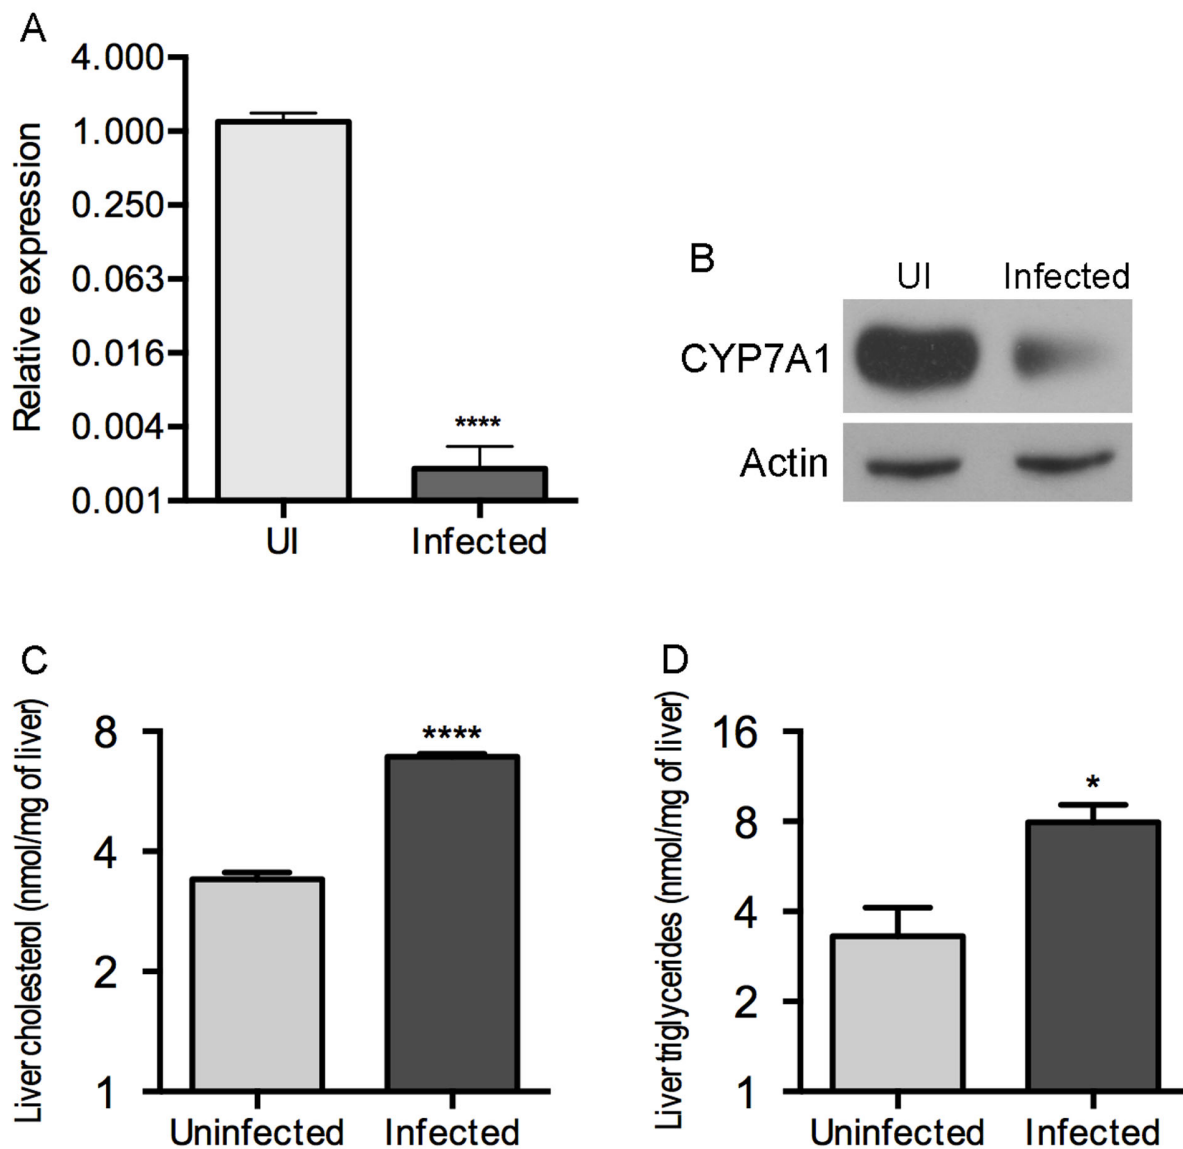 A
4.000
1.000
0.250
0.063
0.016
0.004
0.001
Relative expression
****
UI Infected
B
UI Infected
CYP7A1
Actin
C
8
4
2
1
Liver cholesterol (nmol/mg of liver)
****
Uninfected Infected
D
16
8
4
2
1
Liver triglycerides (nmol/mg of liver)
*
Uninfected Infected